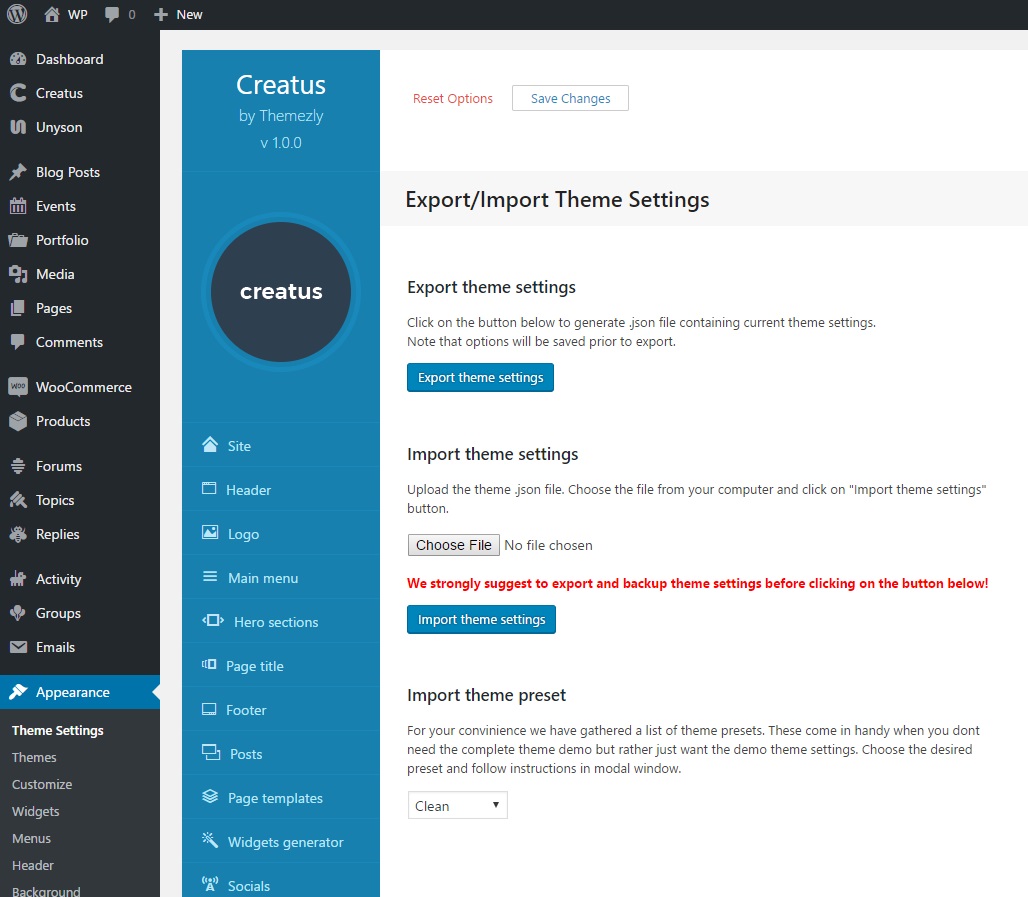 WP 0 New
Dashboard
Creatus
Unyson
Blog Posts
Events
Portfolio
Media
Pages
Comments
WOO WooCommerce
Products
Forums
Topics
Replies
Activity
Groups
Emails
Appearance
Theme Settings
Themes
Customize
Widgets
Menus
Header
Background
Creatus
by Themezly
v 1.0.0
creatus
Site
Header
Logo
Main menu
Hero sections
Page title
Footer
Posts
Page templates
Widgets generator
Socials
Reset Options Save Changes
Export/Import Theme Settings
Export theme settings
Click on the button below to generate .json file containing current theme settings.
Note that options will be saved prior to export.
Export theme settings
Import theme settings
Upload the theme .json file. Choose the file from your computer and click on "Import theme settings"
button.
Choose File No file chosen
We strongly suggest to export and backup theme settings before clicking on the button below!
Import theme settings
Import theme preset
For your convinience we have gathered a list of theme presets. These come in handy when you dont
need the complete theme demo but rather just want the demo theme settings. Choose the desired
preset and follow instructions in modal window.
Clean